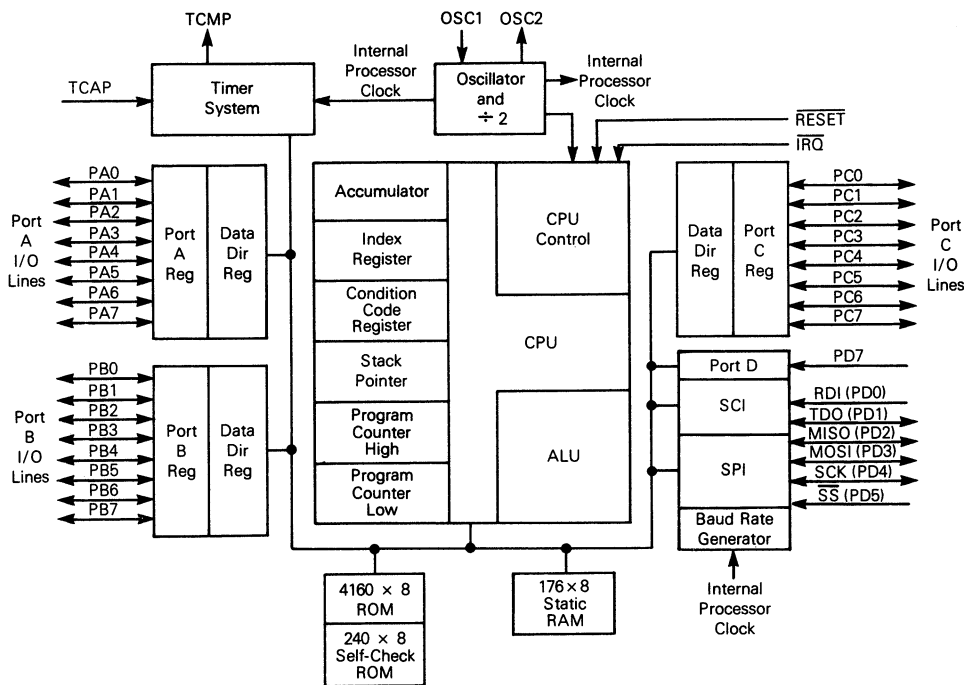 TCMP
OSC1
OSC2
TCAP
Timer
System
Internal
Processor
Clock
Oscillator
and
÷ 2
Internal
Processor
Clock
RESET
IRQ
Port
A
I/O
Lines
PA0
PA1
PA2
PA3
PA4
PA5
PA6
PA7
Port
A
Reg
Data
Dir
Reg
Accumulator
Index
Register
Condition
Code
Register
Stack
Pointer
Program
Counter
High
Program
Counter
Low
CPU
Control
CPU
ALU
Data
Dir
Reg
Port
C
Reg
PC0
PC1
PC2
PC3
PC4
PC5
PC6
PC7
Port
C
I/O
Lines
Port
B
I/O
Lines
PB0
PB1
PB2
PB3
PB4
PB5
PB6
PB7
Port
B
Reg
Data
Dir
Reg
Port D
SCI
SPI
Baud Rate
Generator
PD7
RDI (PD0)
TDO (PD1)
MISO (PD2)
MOSI (PD3)
SCK (PD4)
SS (PD5)
4160 × 8
ROM
240 × 8
Self-Check
ROM
176×8
Static
RAM
Internal
Processor
Clock